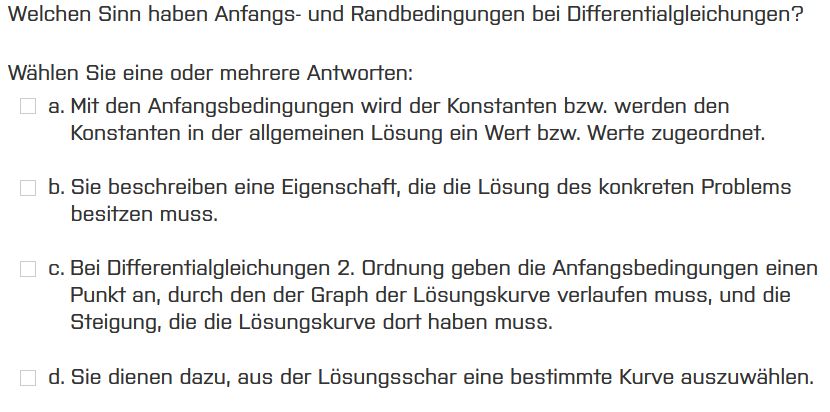 Welchen Sinn haben Anfangs- und Randbedingungen bei Differentialgleichungen?
Wählen Sie eine oder mehrere Antworten:
a. Mit den Anfangsbedingungen wird der Konstanten bzw. werden den
Konstanten in der allgemeinen Lösung ein Wert bzw. Werte zugeordnet.
b. Sie beschreiben eine Eigenschaft, die die Lösung des konkreten Problems
besitzen muss.
c. Bei Differentialgleichungen 2. Ordnung geben die Anfangsbedingungen einen
Punkt an, durch den der Graph der Lösungskurve verlaufen muss, und die
Steigung, die die Lösungskurve dort haben muss.
d. Sie dienen dazu, aus der Lösungsschar eine bestimmte Kurve auszuwählen.